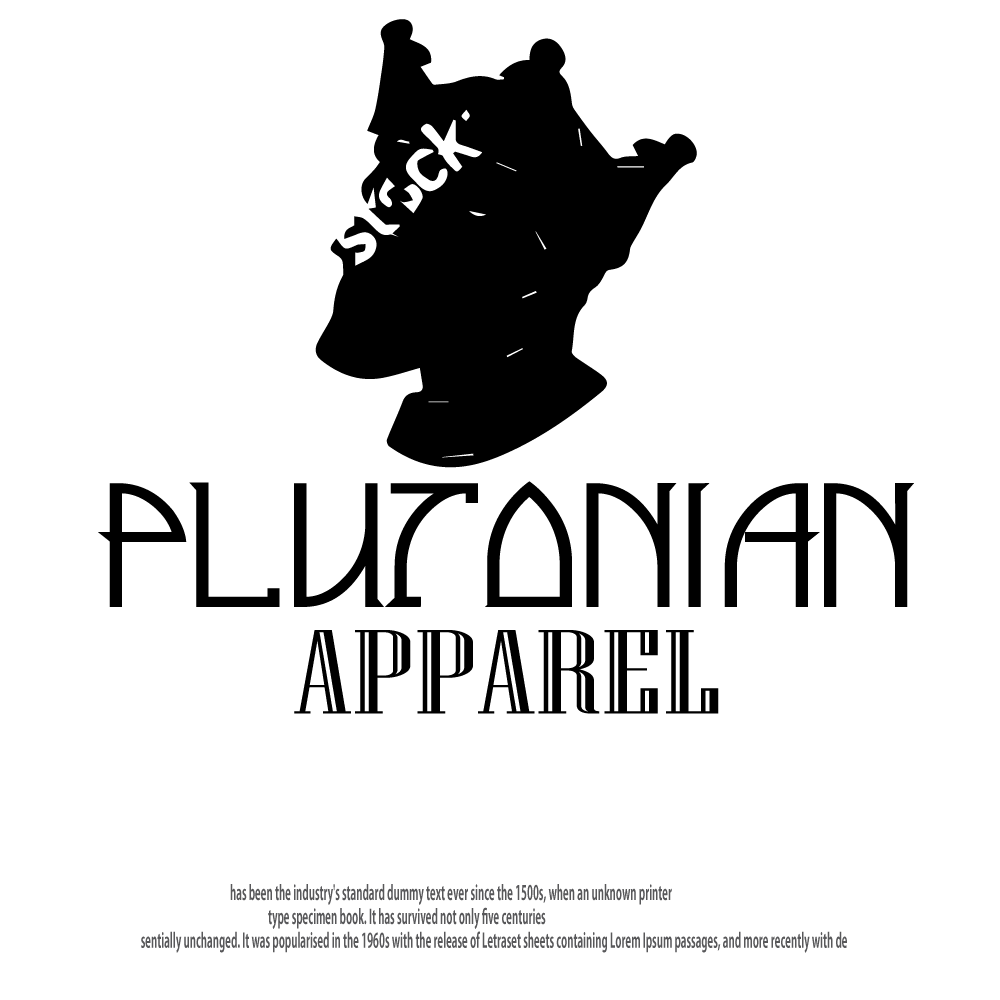 stock
PLUTONIAN
APPAREL
has been the industry's standard dummy text ever since the 1500s, when an unknown printer
type specimen book. It has survived not only five centuries
sentially unchanged. It was popularised in the 1960s with the release of Letraset sheets containing Lorem Ipsum passages, and more recently with de